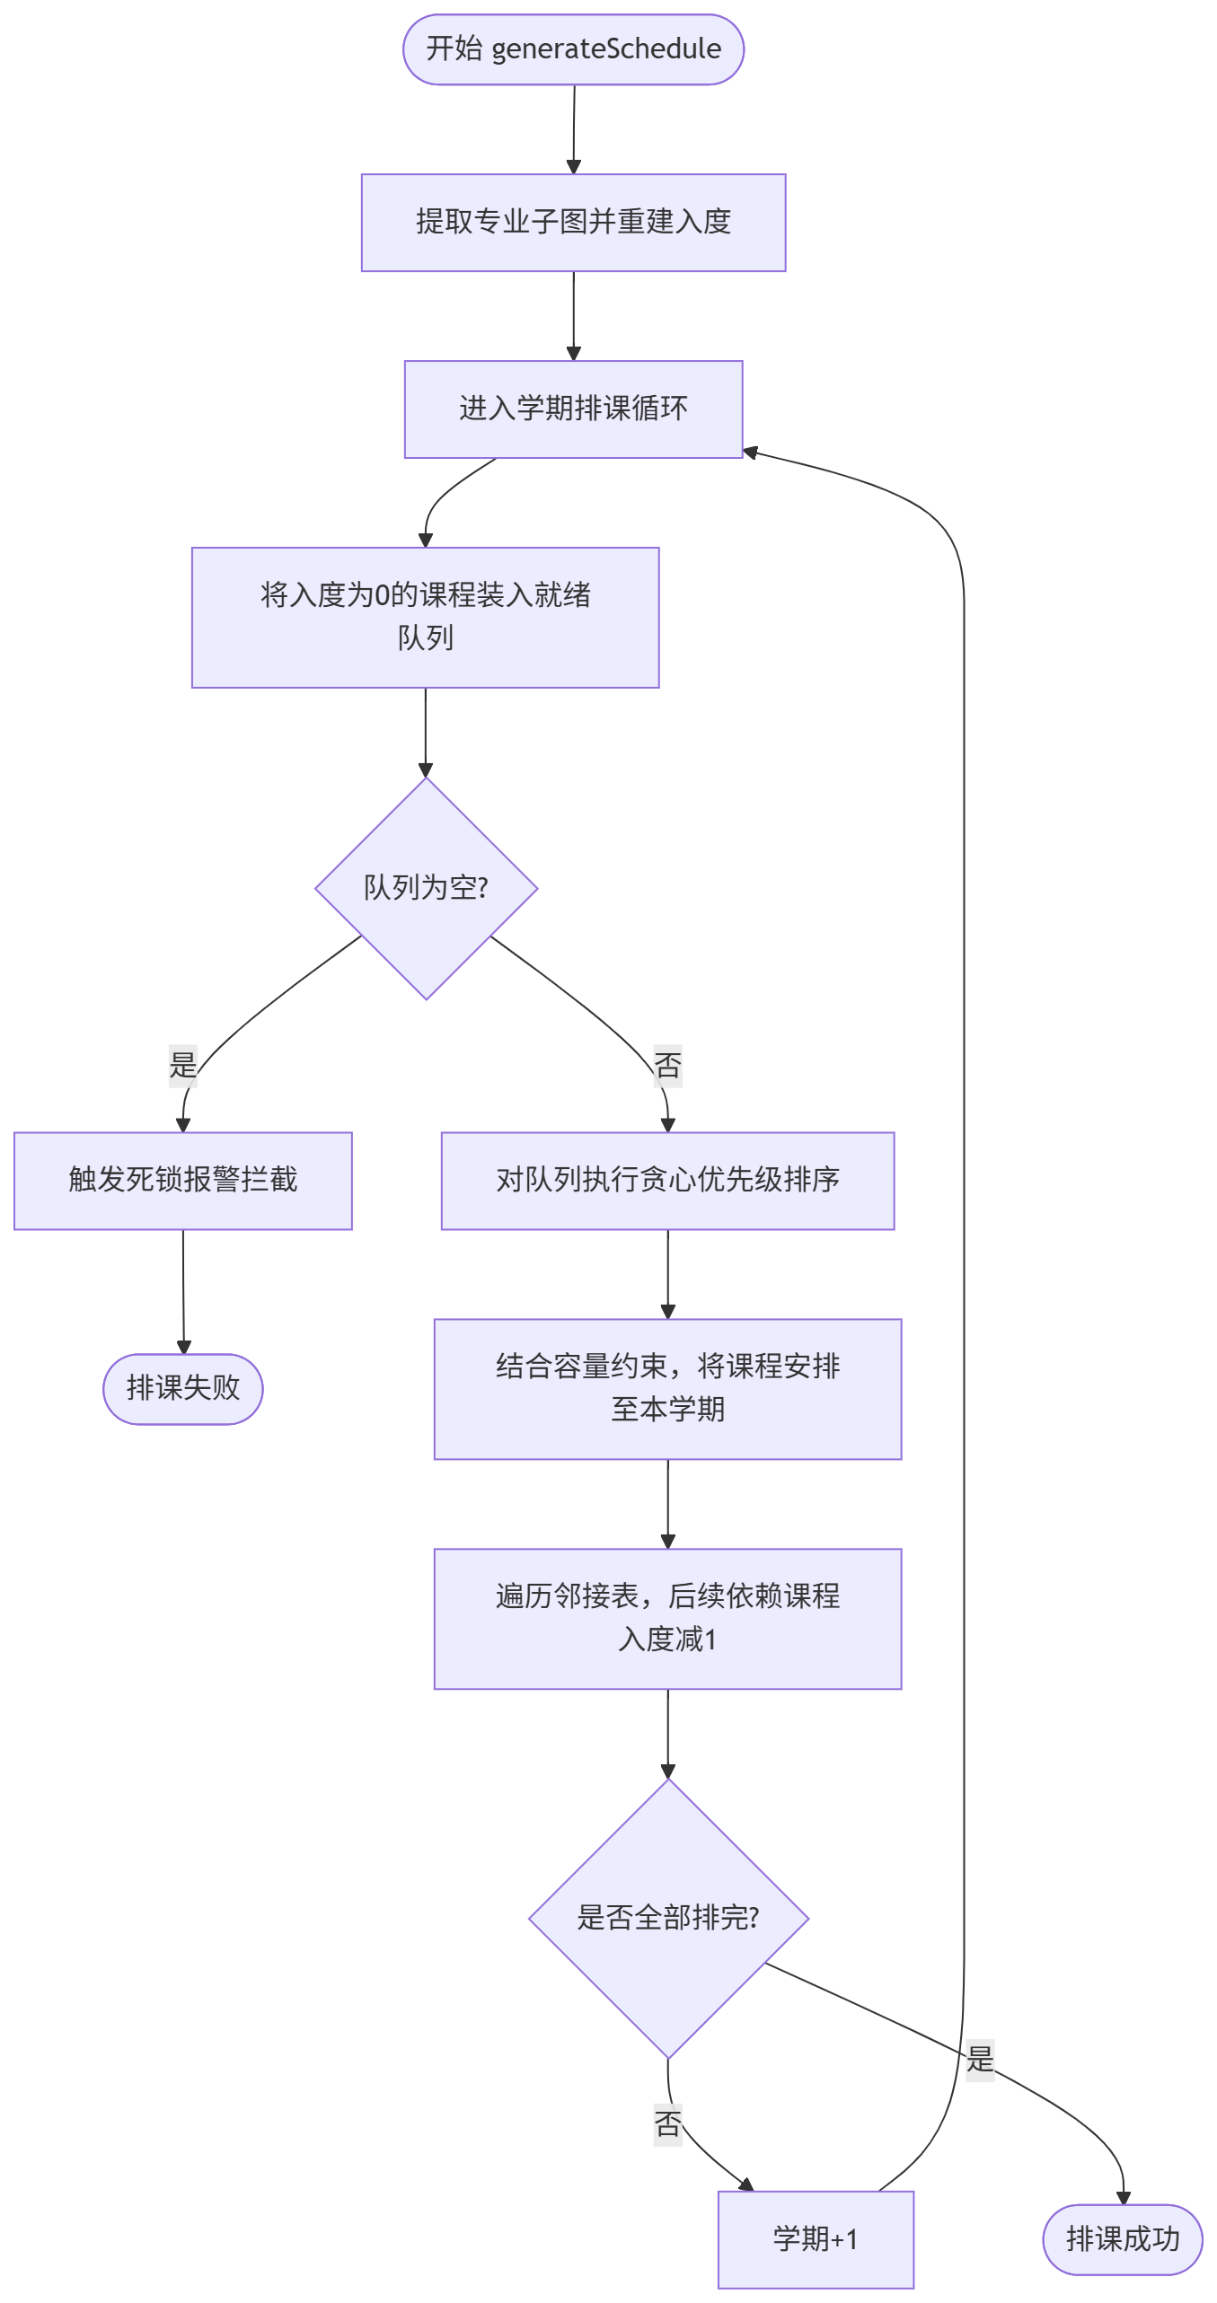 开始 generateSchedule
提取专业子图并重建入度
进入学期排课循环
将入度为0的课程装入就绪
队列
队列为空?
是
否
触发死锁报警拦截
对队列执行贪心优先级排序
结合容量约束，将课程安排
至本学期
排课失败
遍历邻接表，后续依赖课程
入度减1
是否全部排完?
是
否
学期+1
排课成功